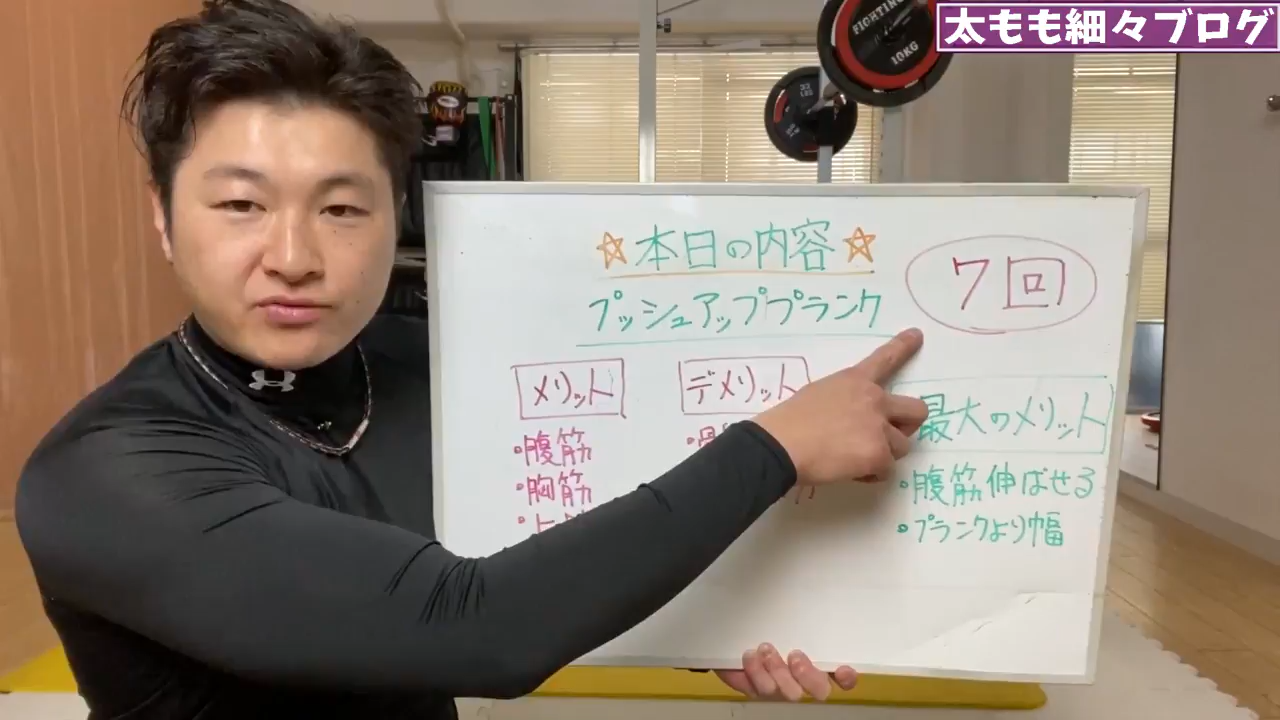 太もも細々ブログ
FIGHTING
10KG
☆本日の内容☆
7回
プッシュアッププランク
メリット
・腹筋
・胸筋
デメリット
最大のメリット
・腹筋伸ばせる
・プランクより幅